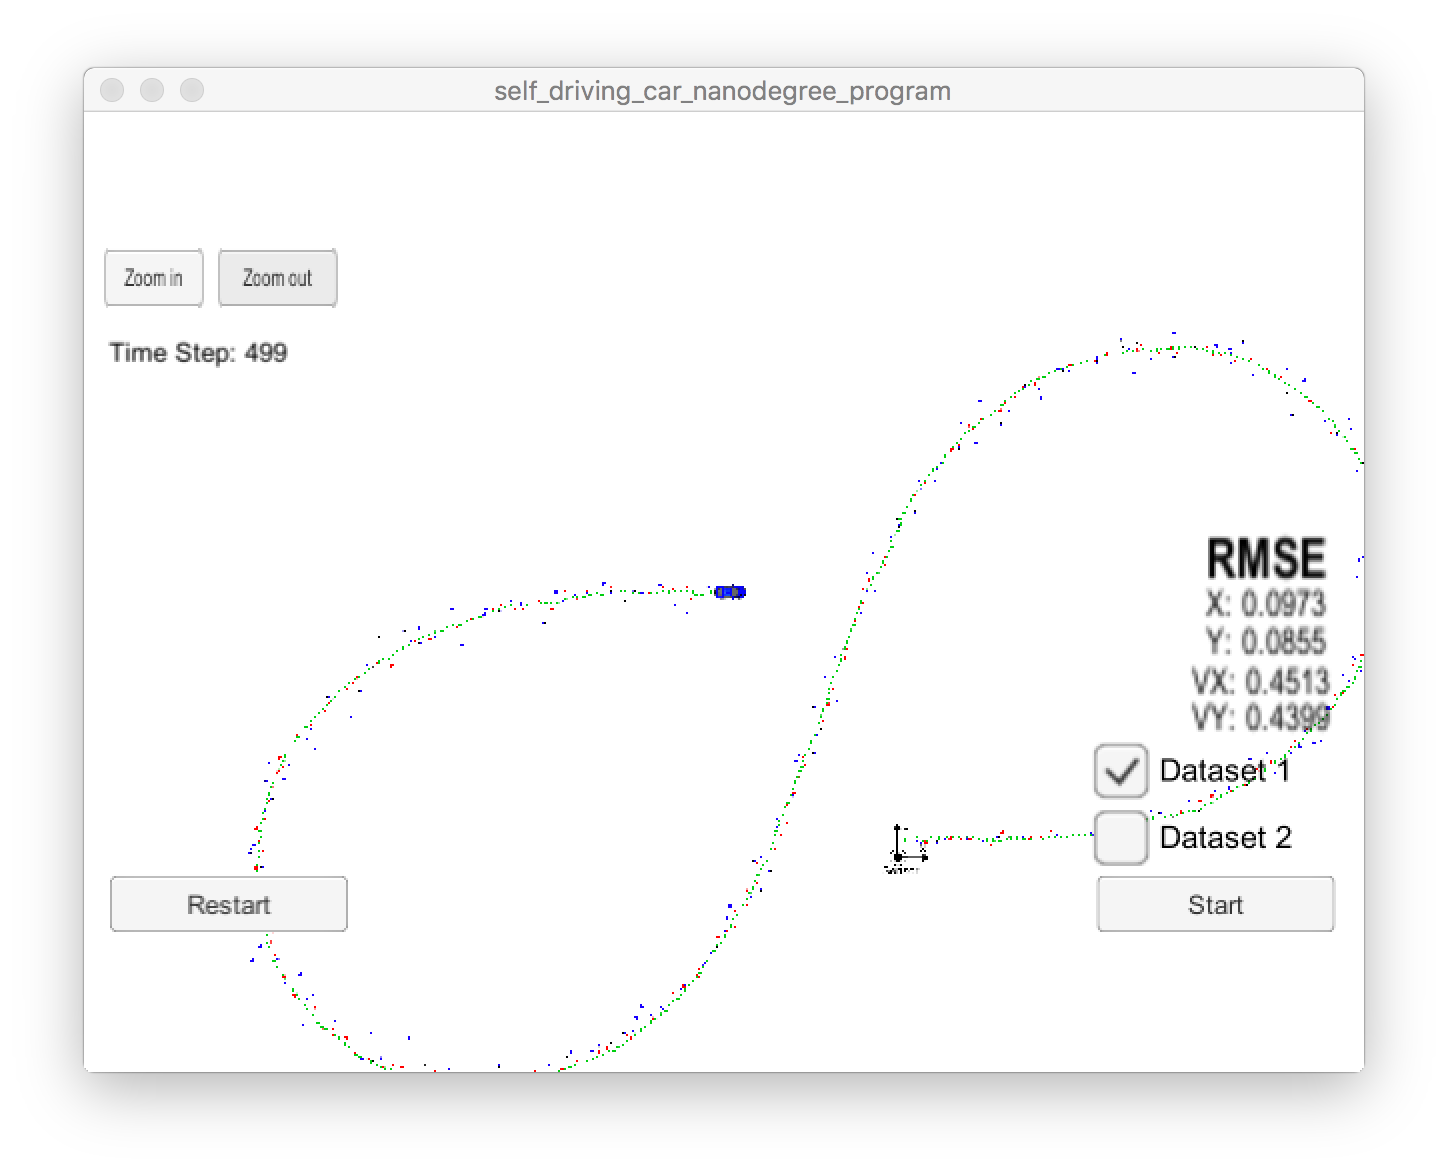 self_driving_car_nanodegree_program
Zoom in
Zoom out
Time Step: 499
RMSE
X: 0.0973
Y: 0.0855
VX: 0.4513
VY: 0.4399
Dataset 1
Dataset 2
Restart
Start